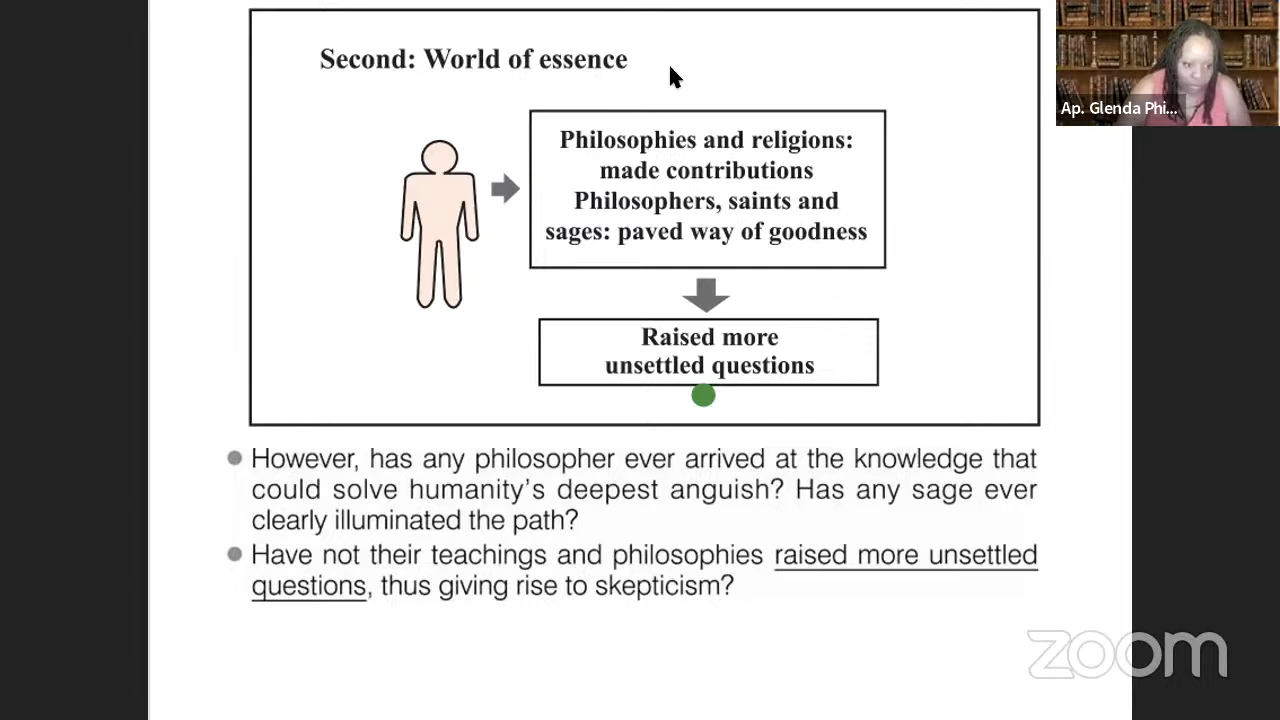 Second: World of essence
Philosophies and religions:
made contributions
Philosophers, saints and
sages: paved way of goodness
Raised more
unsettled questions
However, has any philosopher ever arrived at the knowledge that
could solve humanity's deepest anguish? Has any sage ever
clearly illuminated the path?
Have not their teachings and philosophies raised more unsettled
questions, thus giving rise to skepticism?
Ap. Glenda Phi...
zoom